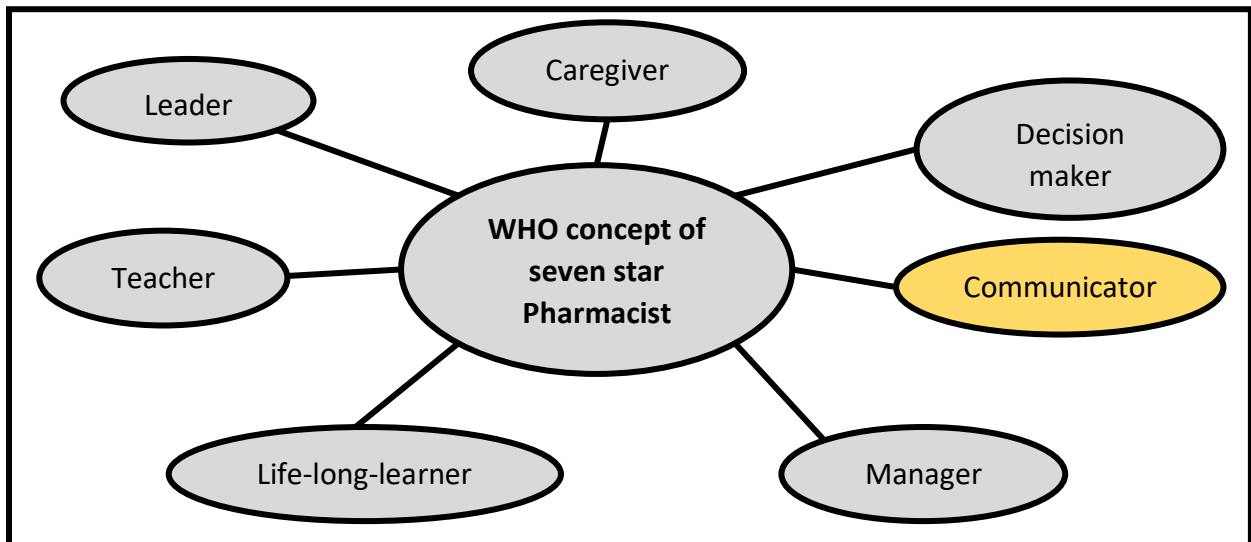 Caregiver
Leader
Decision
maker
WHO concept of
seven star
Pharmacist
Teacher
Communicator
Life-long-learner
Manager